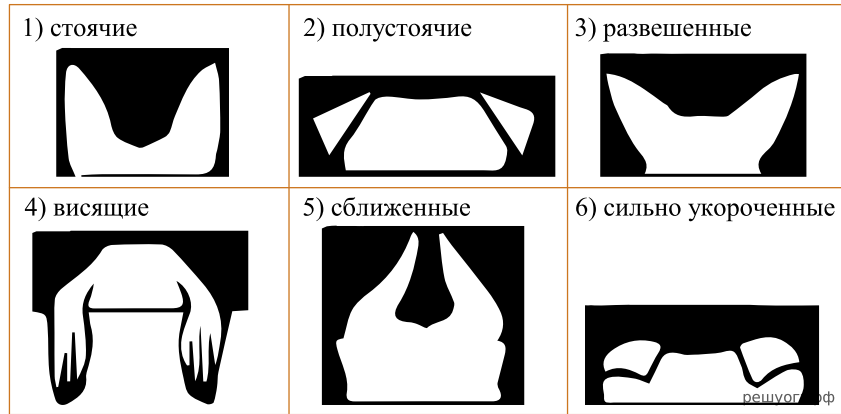 1) стоячие
2) полустоячие
3) развешенные
4) висящие
5) сближенные
6) сильно укороченные